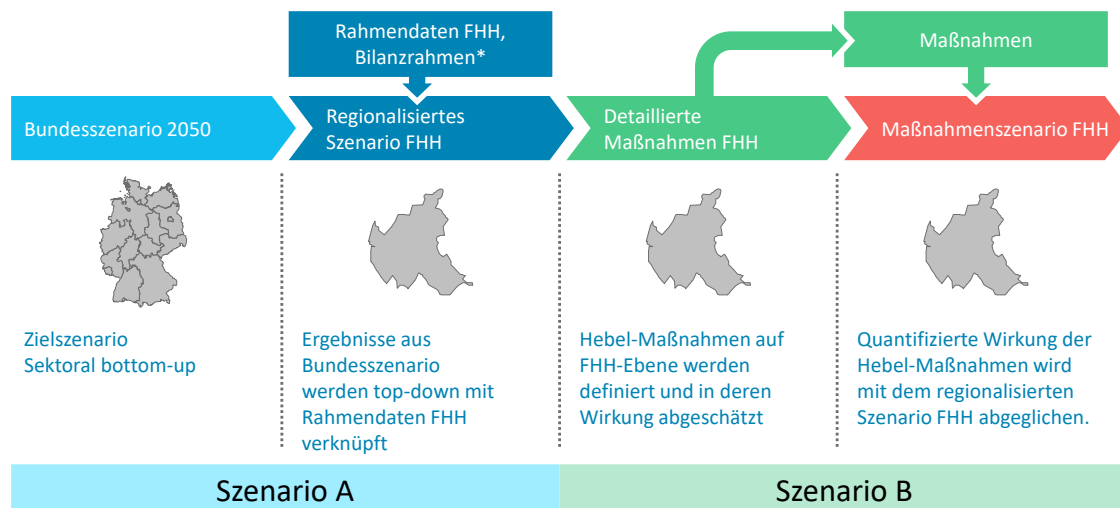 Rahmendaten FHH,
Bilanzrahmen*
Maßnahmen
Bundesszenario 2050
Regionalisiertes
Szenario FHH
Detaillierte
Maßnahmen FHH
Maßnahmenszenario FHH
Zielszenario
Sektoral bottom-up
Ergebnisse aus
Bundesszenario
werden top-down mit
Rahmendaten FHH
verknüpft
Hebel-Maßnahmen auf
FHH-Ebene werden
definiert und in deren
Wirkung abgeschätzt
Quantifizierte Wirkung der
Hebel-Maßnahmen wird
mit dem regionalisierten
Szenario FHH abgeglichen.
Szenario A
Szenario B